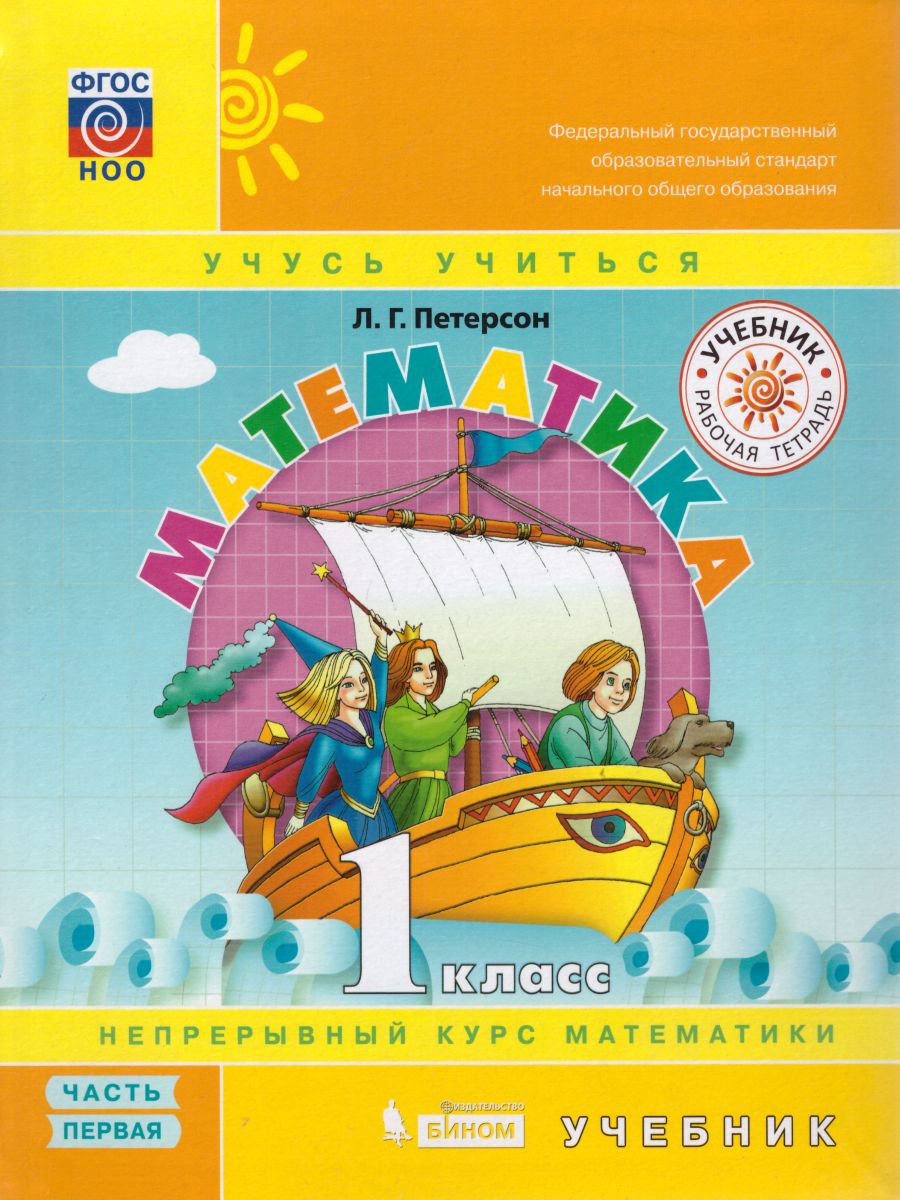 ФГОС
НОО
Федеральный государственный
образовательный стандарт
начального общего образования
УЧУСЬ УЧИТЬСЯ
Л. Г. Петерсон
МАТЕМАТИКА
УЧЕБНИК
РАБОЧАЯ ТЕТРАДЬ
1 класс
НЕПРЕРЫВНЫЙ КУРС МАТЕМАТИКИ
ЧАСТЬ
ПЕРВАЯ
ИЗДАТЕЛЬСТВО
БИНОМ
УЧЕБНИК